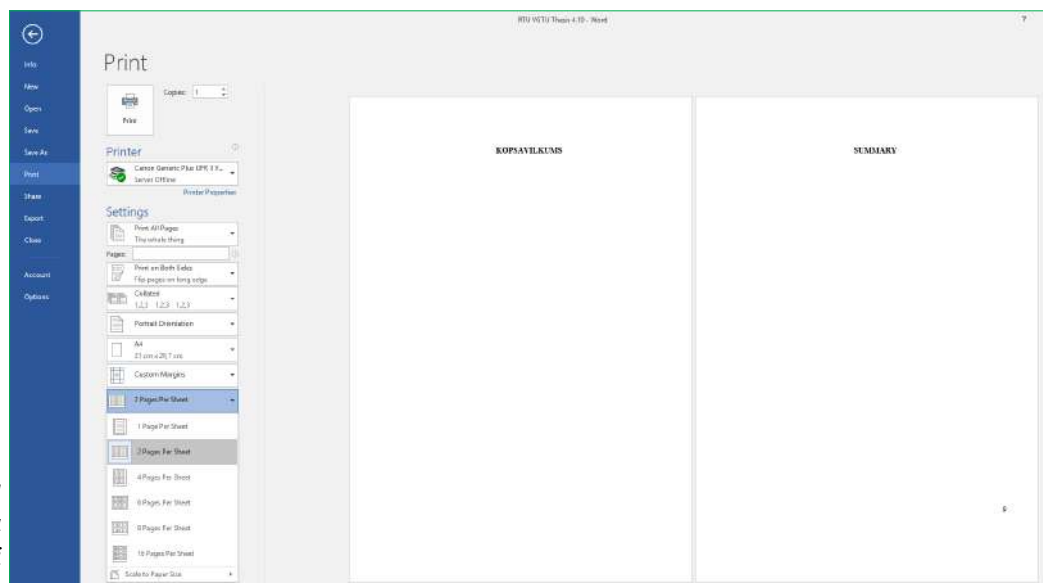 RTU VGTU Thesis 4.19 - Word
?
Info
New
Open
Save
Save As
Print
Share
Export
Close
Account
Options
Print
Copies: 1
Print
Printer
Canon Generic Plus UFR II V...
Server Offline
Printer Properties
Settings
Print All Pages
The whole thing
Pages:
Print on Both Sides
Flip pages on long edge
Collated
1,2,3 1,2,3 1,2,3
Portrait Orientation
A4
21 cm x 29,7 cm
Custom Margins
2 Pages Per Sheet
1 Page Per Sheet
2 Pages Per Sheet
4 Pages Per Sheet
6 Pages Per Sheet
8 Pages Per Sheet
16 Pages Per Sheet
Scale to Paper Size
KOPSAVILKUMS
SUMMARY